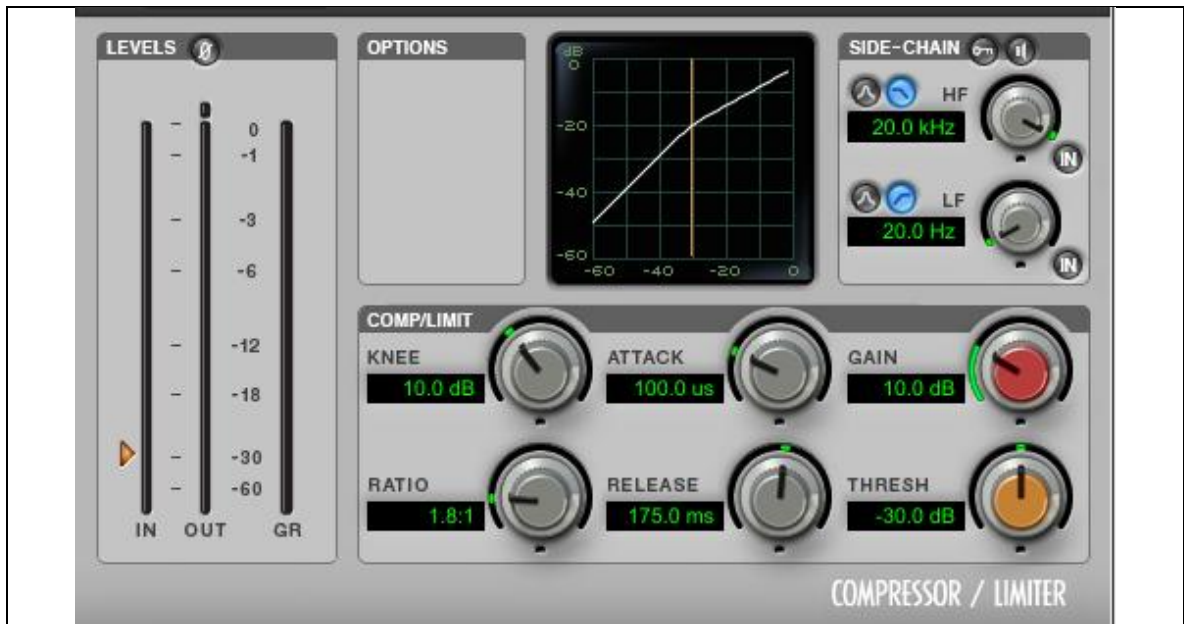 LEVELS Ø
0
-1
-3
-6
-12
-18
-30
-60
IN OUT GR
OPTIONS
dB
0
-20
-40
-60
-60 -40 -20 0
SIDE-CHAIN
HF
20.0 kHz
IN
LF
20.0 Hz
IN
COMP/LIMIT
KNEE ATTACK GAIN
10.0 dB 100.0 us 10.0 dB
RATIO RELEASE THRESH
1.8:1 175.0 ms -30.0 dB
COMPRESSOR / LIMITER